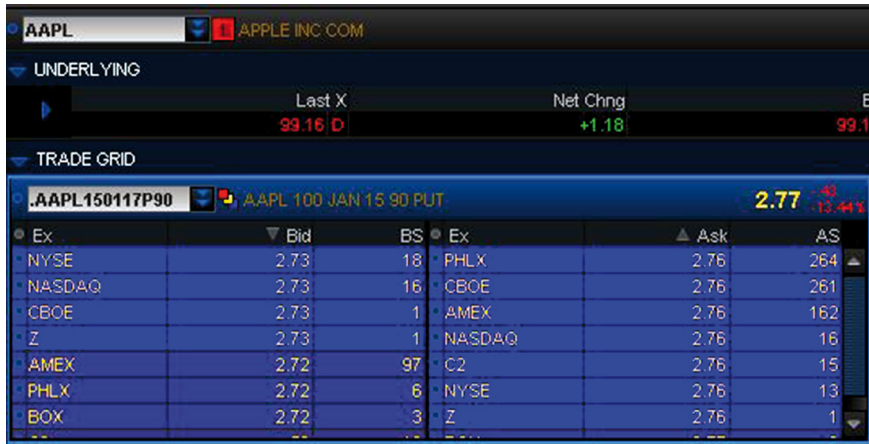 AAPL APPLE INC COM
UNDERLYING
Last X Net Chng
99.16 D +1.18 99.1
TRADE GRID
.AAPL150117P90 AAPL 100 JAN 15 90 PUT 2.77 -.43
-13.44%
Ex Bid BS Ex Ask AS
NYSE 2.73 18 PHLX 2.76 264
NASDAQ 2.73 16 CBOE 2.76 261
CBOE 2.73 1 AMEX 2.76 162
Z 2.73 1 NASDAQ 2.76 16
AMEX 2.72 97 C2 2.76 15
PHLX 2.72 6 NYSE 2.76 13
BOX 2.72 3 Z 2.76 1